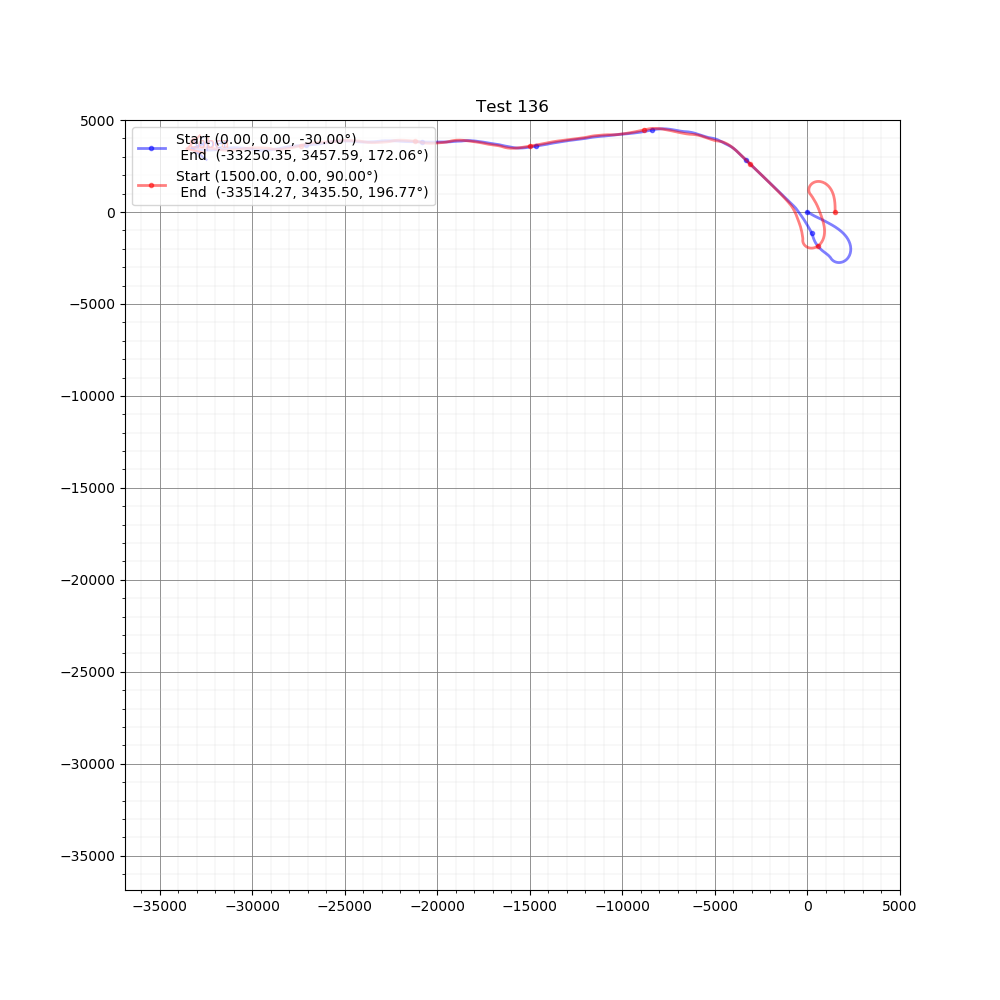 Test 136
5000
0
−5000
−10000
−15000
−20000
−25000
−30000
−35000
Start (0.00, 0.00, -30.00°)
End (-33250.35, 3457.59, 172.06°)
Start (1500.00, 0.00, 90.00°)
End (-33514.27, 3435.50, 196.77°)
−35000 −30000 −25000 −20000 −15000 −10000 −5000 0 5000